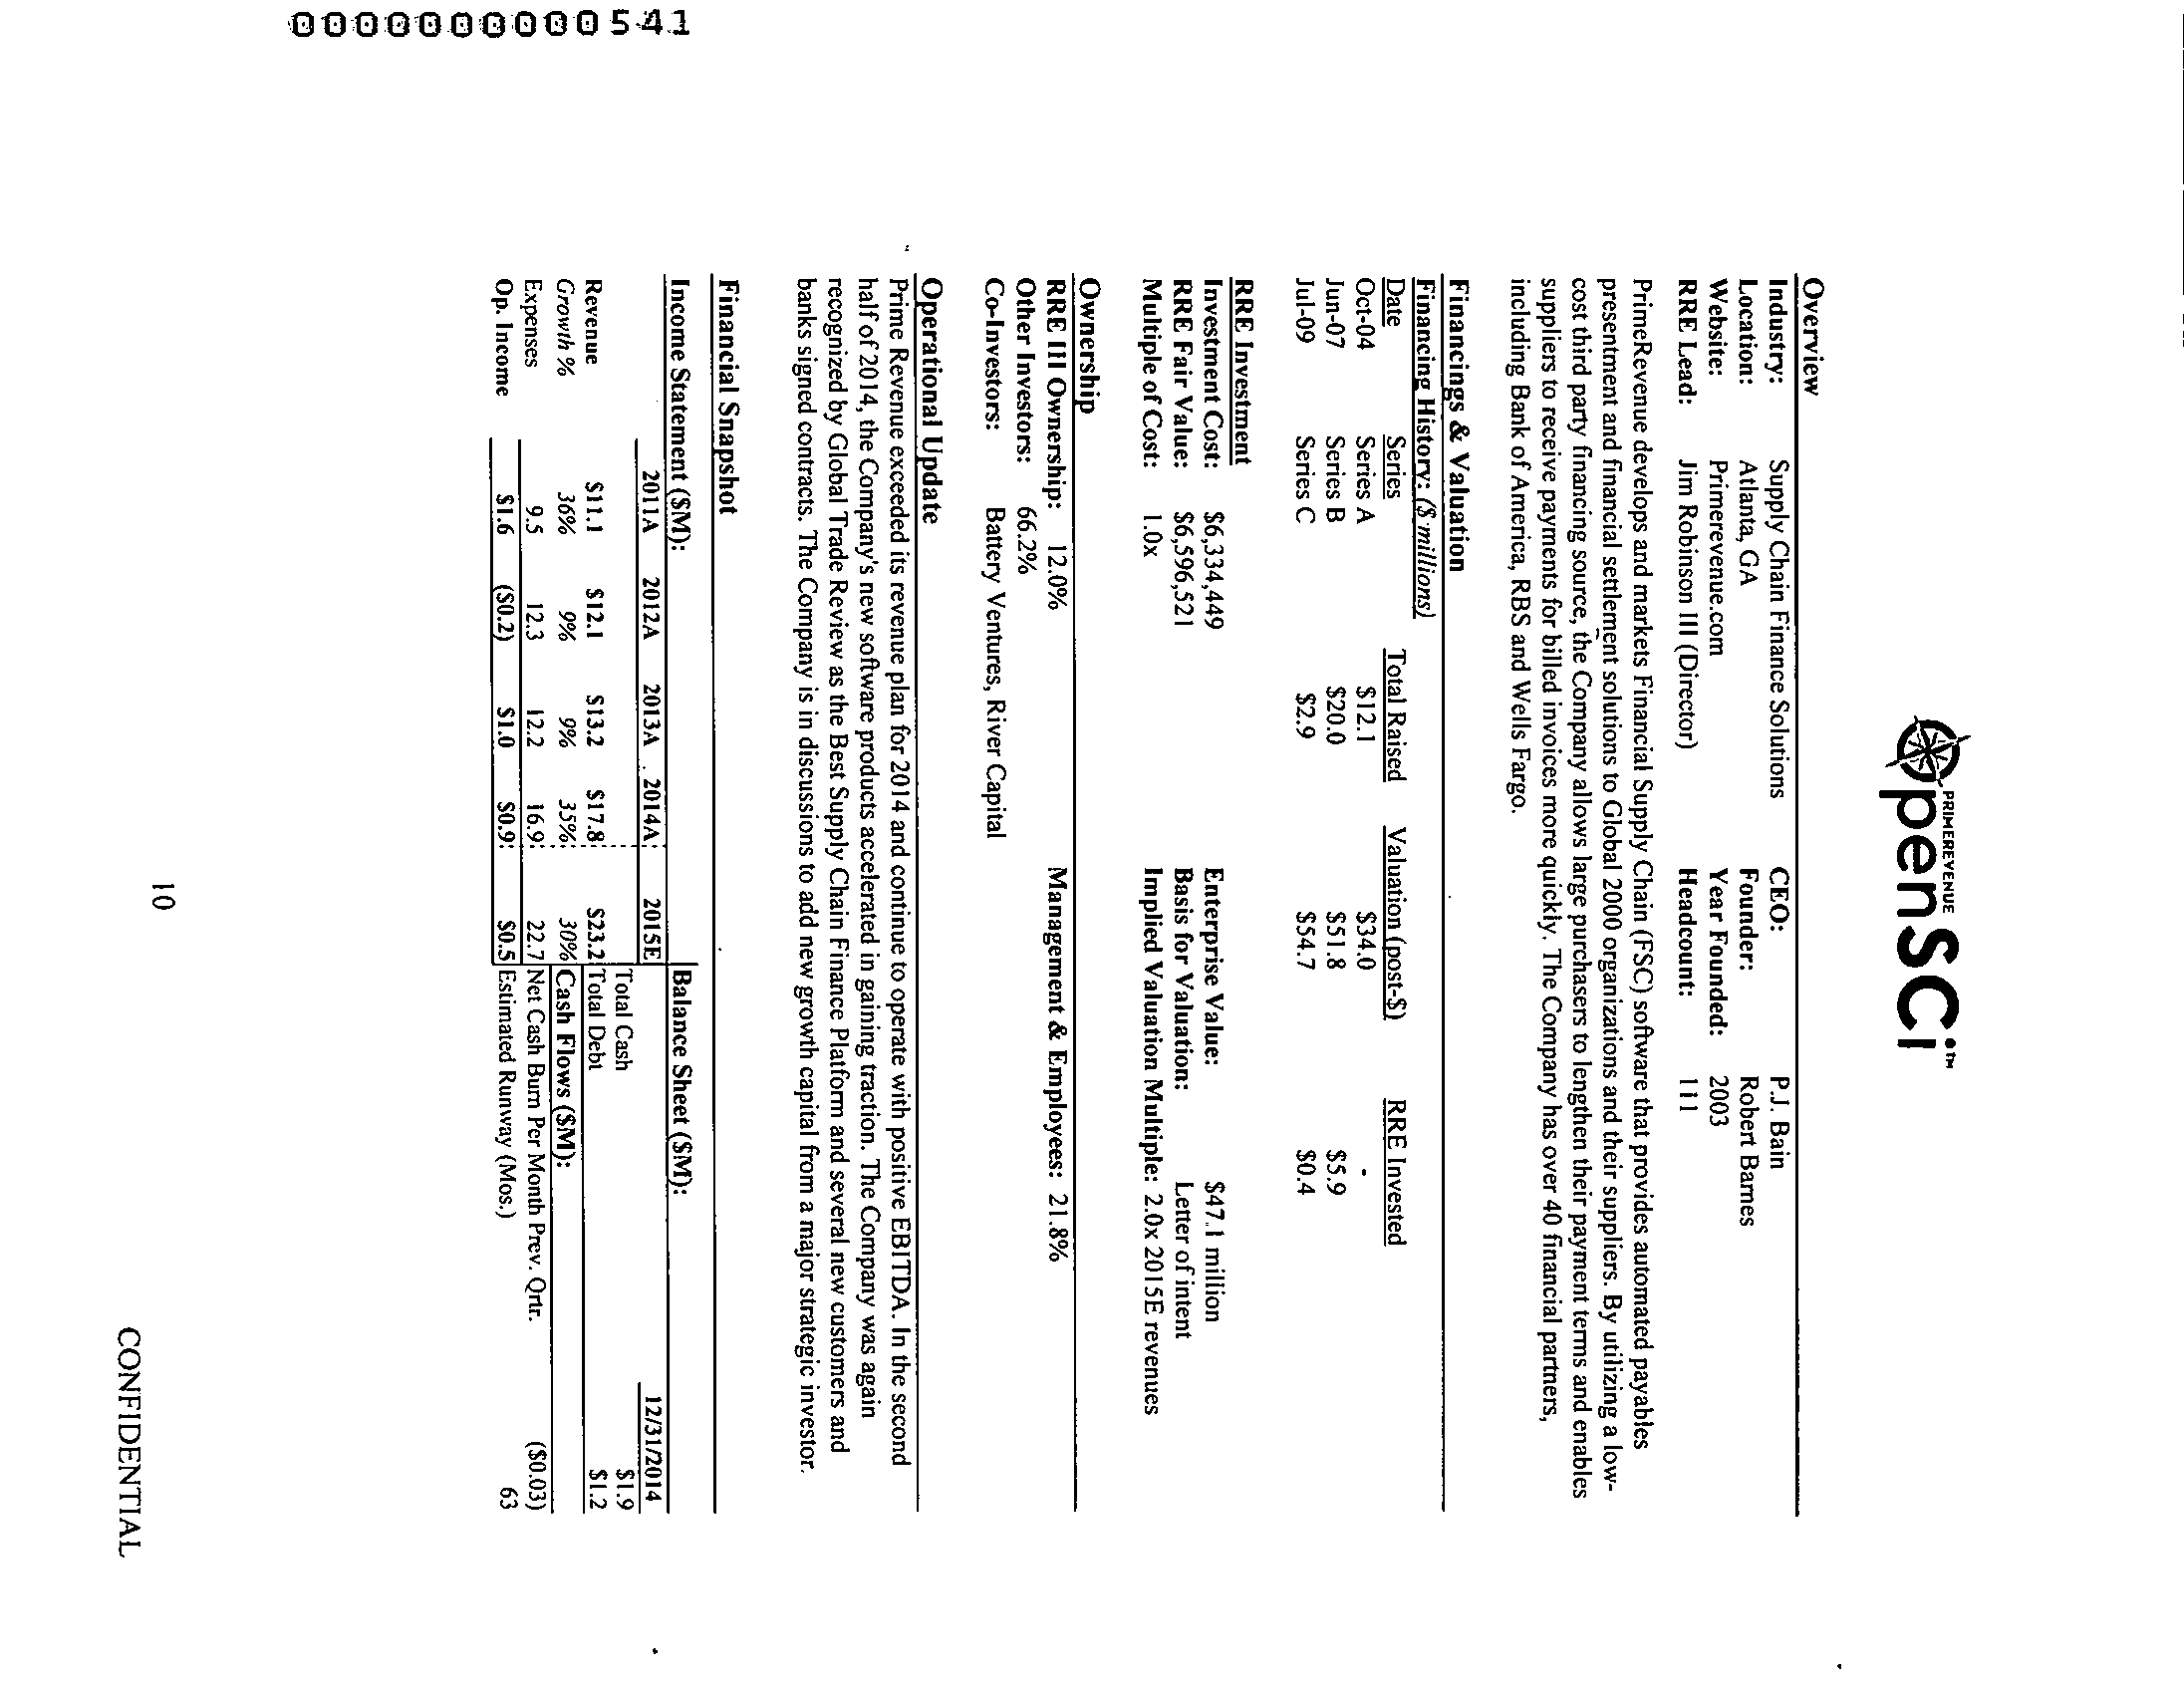 PRIMEREVENUE
OpenSCi™
Overview
Industry: Supply Chain Finance Solutions CEO: P.J. Bain
Location: Atlanta, GA Founder: Robert Barnes
Website: Primerevenue.com Year Founded: 2003
RRE Lead: Jim Robinson III (Director) Headcount: 111
PrimeRevenue develops and markets Financial Supply Chain (FSC) software that provides automated payables
presentment and financial settlement solutions to Global 2000 organizations and their suppliers. By utilizing a low-
cost third party financing source, the Company allows large purchasers to lengthen their payment terms and enables
suppliers to receive payments for billed invoices more quickly. The Company has over 40 financial partners,
including Bank of America, RBS and Wells Fargo.
Financings & Valuation
Financing History: ($ millions)
Date Series Total Raised Valuation (post-$) RRE Invested
Oct-04 Series A $12.1 $34.0 -
Jun-07 Series B $20.0 $51.8 $5.9
Jul-09 Series C $2.9 $54.7 $0.4
RRE Investment
Investment Cost: $6,334,449 Enterprise Value: $47.1 million
RRE Fair Value: $6,596,521 Basis for Valuation: Letter of intent
Multiple of Cost: 1.0x Implied Valuation Multiple: 2.0x 2015E revenues
Ownership
RRE III Ownership: 12.0% Management & Employees: 21.8%
Other Investors: 66.2%
Co-Investors: Battery Ventures, River Capital
Operational Update
Prime Revenue exceeded its revenue plan for 2014 and continue to operate with positive EBITDA. In the second
half of 2014, the Company's new software products accelerated in gaining traction. The Company was again
recognized by Global Trade Review as the Best Supply Chain Finance Platform and several new customers and
banks signed contracts. The Company is in discussions to add new growth capital from a major strategic investor.
Financial Snapshot
Income Statement ($M): Balance Sheet ($M):
2011A 2012A 2013A 2014A 2015E 12/31/2014
Total Cash $1.9
Revenue $11.1 $12.1 $13.2 $17.8 $23.2 Total Debt $1.2
Growth % 36% 9% 9% 35% 30% Cash Flows ($M):
Expenses 9.5 12.3 12.2 16.9 22.7 Net Cash Burn Per Month Prev. Qrtr. ($0.03)
Op. Income $1.6 ($0.2) $1.0 $0.9 $0.5 Estimated Runway (Mos.) 63
10
CONFIDENTIAL
0000000000541